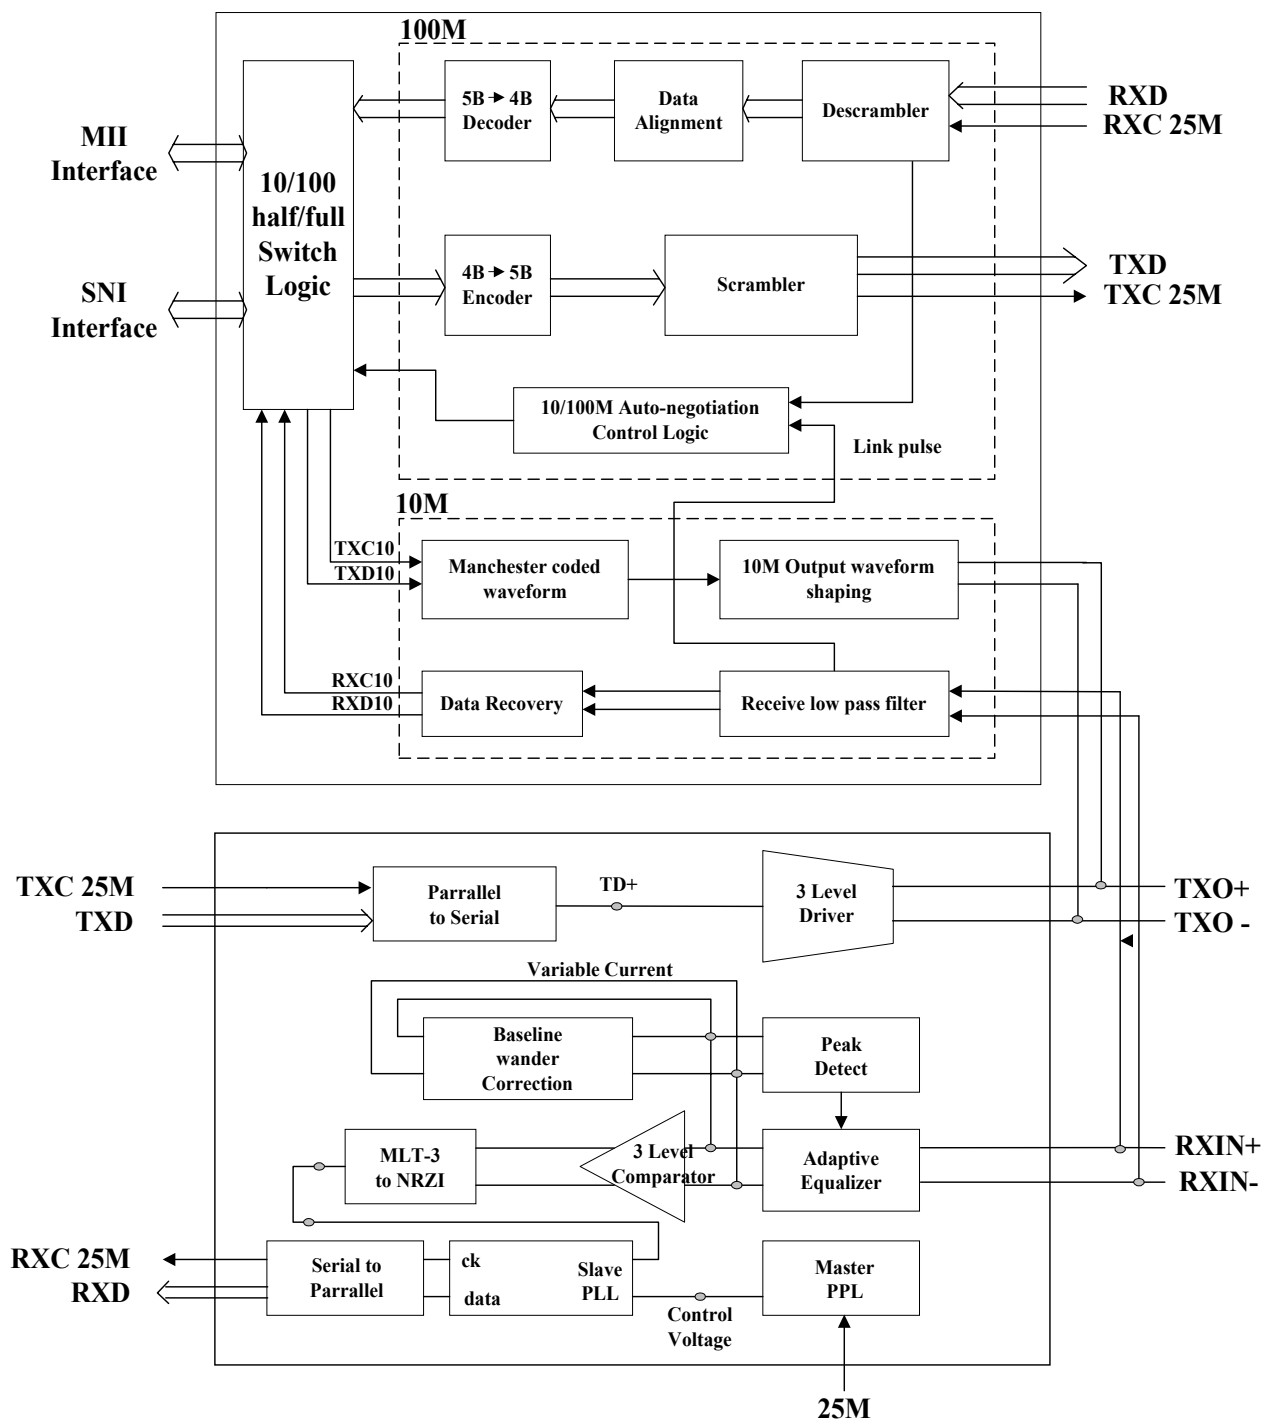 100M
5B 4B
Decoder
Data
Alignment
Descrambler
RXD
RXC 25M
MII
Interface
10/100
half/full
Switch
Logic
SNI
Interface
4B 5B
Encoder
Scrambler
TXD
TXC 25M
10/100M Auto-negotiation
Control Logic
Link pulse
10M
TXC10
TXD10
Manchester coded
waveform
10M Output waveform
shaping
RXC10
RXD10
Data Recovery
Receive low pass filter
TXC 25M
TXD
Parrallel
to Serial
TD+
3 Level
Driver
TXO+
TXO -
Variable Current
Baseline
wander
Correction
Peak
Detect
MLT-3
to NRZI
3 Level
Comparator
Adaptive
Equalizer
RXIN+
RXIN-
RXC 25M
RXD
Serial to
Parrallel
ck
data
Slave
PLL
Control
Voltage
Master
PPL
25M